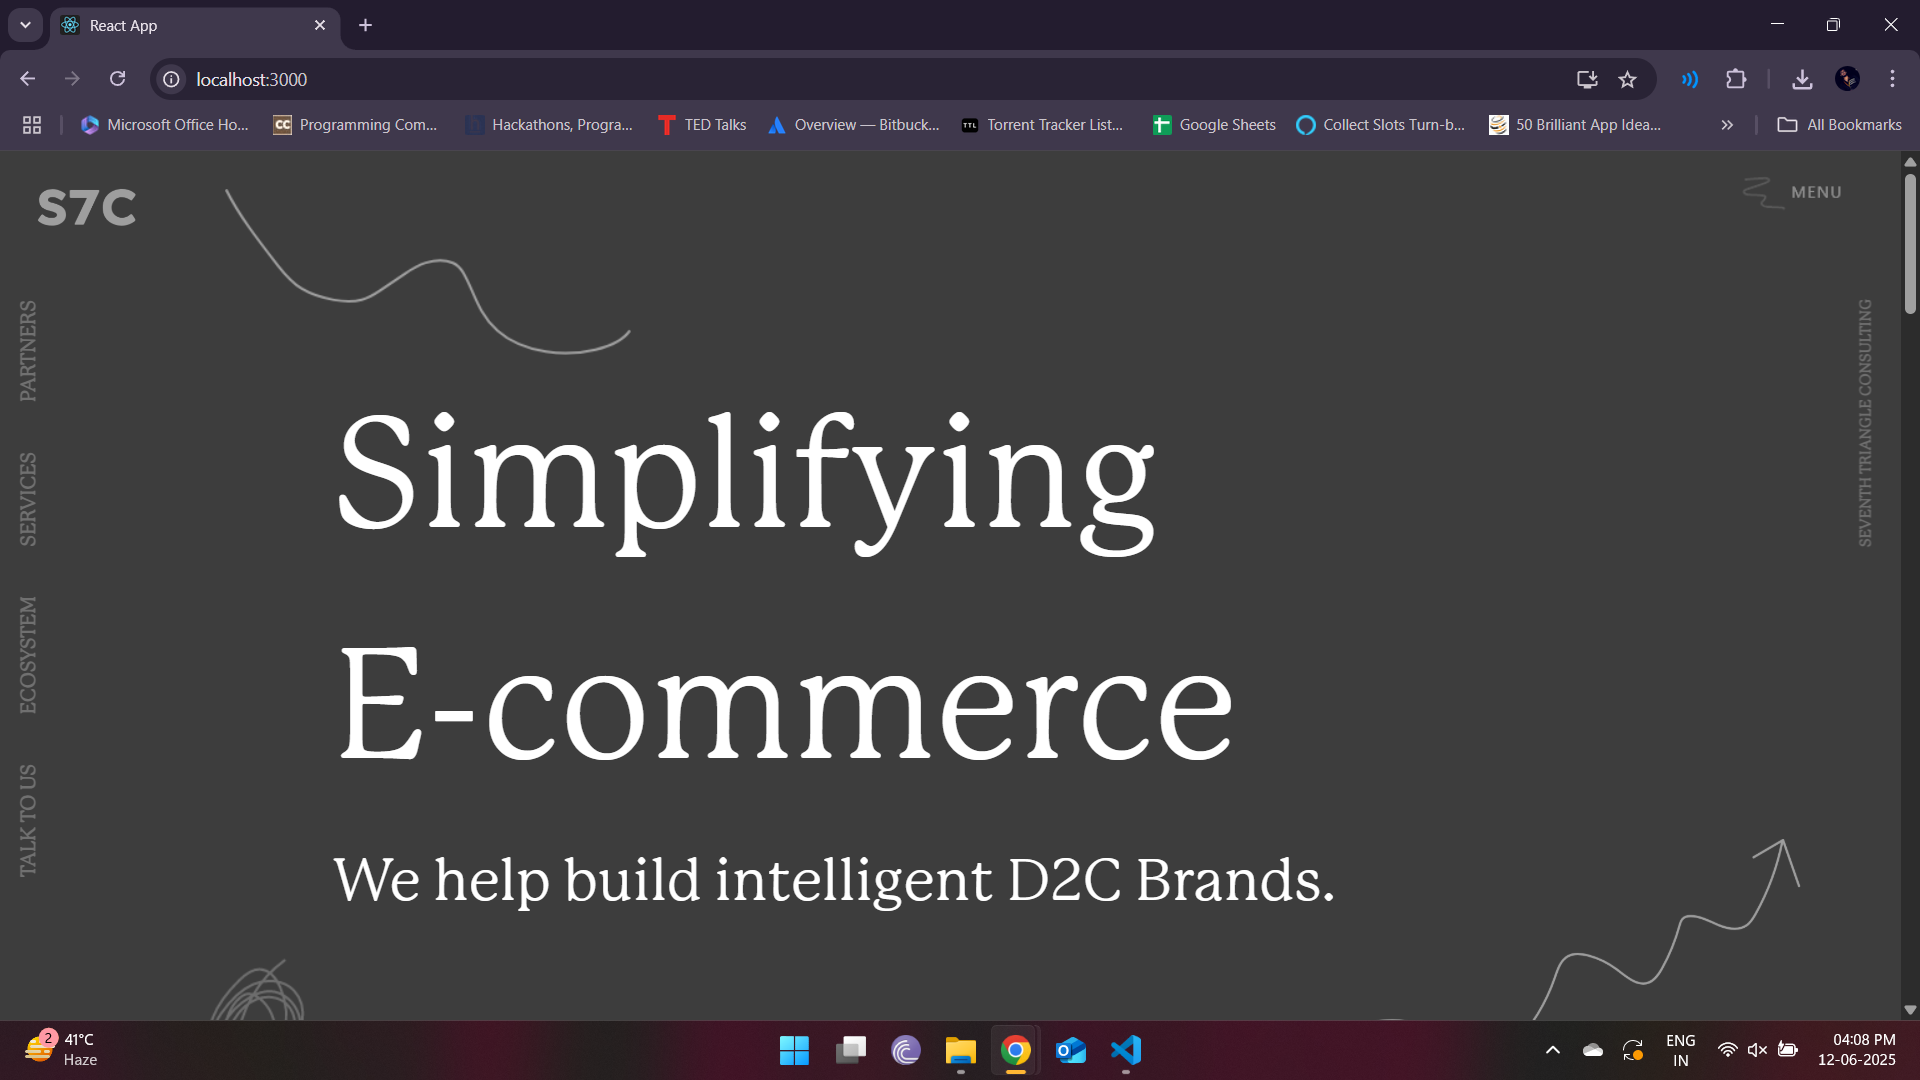 React App
localhost:3000
Microsoft Office Ho...
CC Programming Com...
Hackathons, Progra...
TED Talks
Overview — Bitbuck...
TTL Torrent Tracker List...
Google Sheets
Collect Slots Turn-b...
50 Brilliant App Idea...
All Bookmarks
S7C
MENU
PARTNERS
SERVICES
ECOSYSTEM
TALK TO US
SEVENTH TRIANGLE CONSULTING
Simplifying
E-commerce
We help build intelligent D2C Brands.
2
41°C
Haze
ENG
IN
04:08 PM
12-06-2025